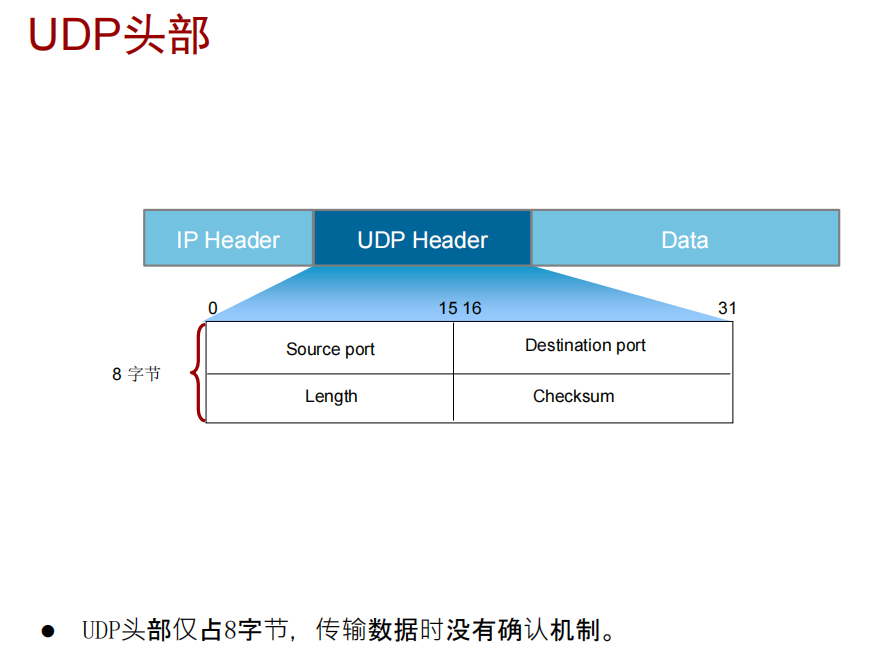 UDP头部
IP Header UDP Header Data
0 15 16 31
Source port Destination port
8 字节
Length Checksum
● UDP头部仅占8字节，传输数据时没有确认机制。